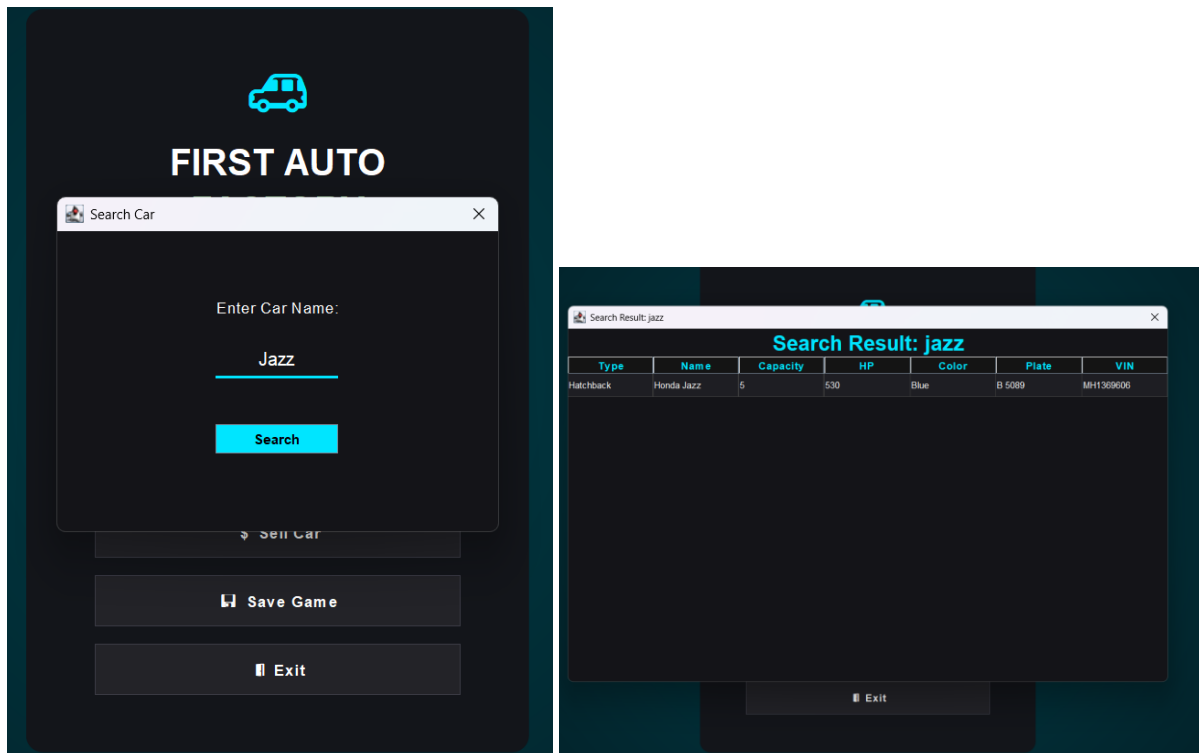 FIRST AUTO
Search Car
Enter Car Name:
Jazz
Search
$ Sell Car
Save Game
Exit
Search Result: jazz
Search Result: jazz
Type Name Capacity HP Color Plate VIN
Hatchback Honda Jazz 5 530 Blue B 5089 MH1369606
Exit